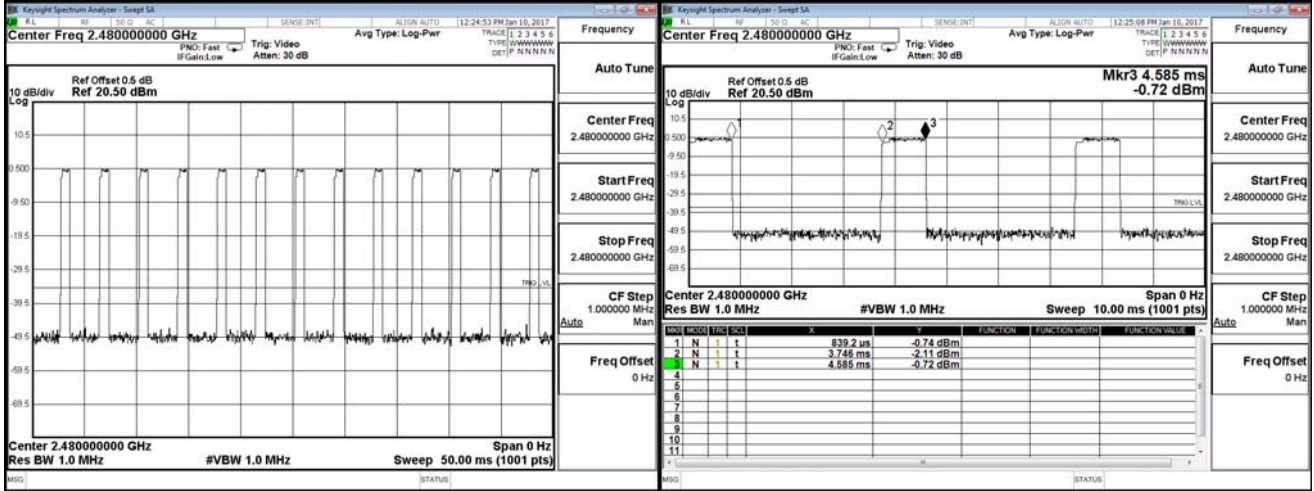 Keysight Spectrum Analyzer - Swept SA
RL RF 50 Ω AC SENSE:INT ALIGN AUTO 12:24:53 PM Jan 10, 2017
Center Freq 2.480000000 GHz
Avg Type: Log-Pwr
TRACE 1 2 3 4 5 6
TYPE WWWWWW
DET P NNNNN
PNO: Fast
IFGain:Low
Trig: Video
Atten: 30 dB
Frequency
Ref Offset 0.5 dB
10 dB/div Ref 20.50 dBm
Log
10.5
0.500
-9.50
-19.5
-29.5
-39.5
-49.5
-59.5
-69.5
TRIG LVL
Center 2.480000000 GHz Span 0 Hz
Res BW 1.0 MHz #VBW 1.0 MHz Sweep 50.00 ms (1001 pts)
Auto Tune
Center Freq
2.480000000 GHz
Start Freq
2.480000000 GHz
Stop Freq
2.480000000 GHz
CF Step
1.000000 MHz
Auto Man
Freq Offset
0 Hz
MSG STATUS
Keysight Spectrum Analyzer - Swept SA
RL RF 50 Ω AC SENSE:INT ALIGN AUTO 12:25:08 PM Jan 10, 2017
Center Freq 2.480000000 GHz
Avg Type: Log-Pwr
TRACE 1 2 3 4 5 6
TYPE WWWWWW
DET P NNNNN
PNO: Fast
IFGain:Low
Trig: Video
Atten: 30 dB
Frequency
Mkr3 4.585 ms
-0.72 dBm
Ref Offset 0.5 dB
10 dB/div Ref 20.50 dBm
Log
10.5
0.500
-9.50
-19.5
-29.5
-39.5
-49.5
-59.5
-69.5
1
2
3
TRIG LVL
Center 2.480000000 GHz Span 0 Hz
Res BW 1.0 MHz #VBW 1.0 MHz Sweep 10.00 ms (1001 pts)
MKR MODE TRC SCL X Y FUNCTION FUNCTION WIDTH FUNCTION VALUE
1 N 1 t 839.2 us -0.74 dBm
2 N 1 t 3.746 ms -2.11 dBm
3 N 1 t 4.585 ms -0.72 dBm
4
5
6
7
8
9
10
11
Auto Tune
Center Freq
2.480000000 GHz
Start Freq
2.480000000 GHz
Stop Freq
2.480000000 GHz
CF Step
1.000000 MHz
Auto Man
Freq Offset
0 Hz
MSG STATUS